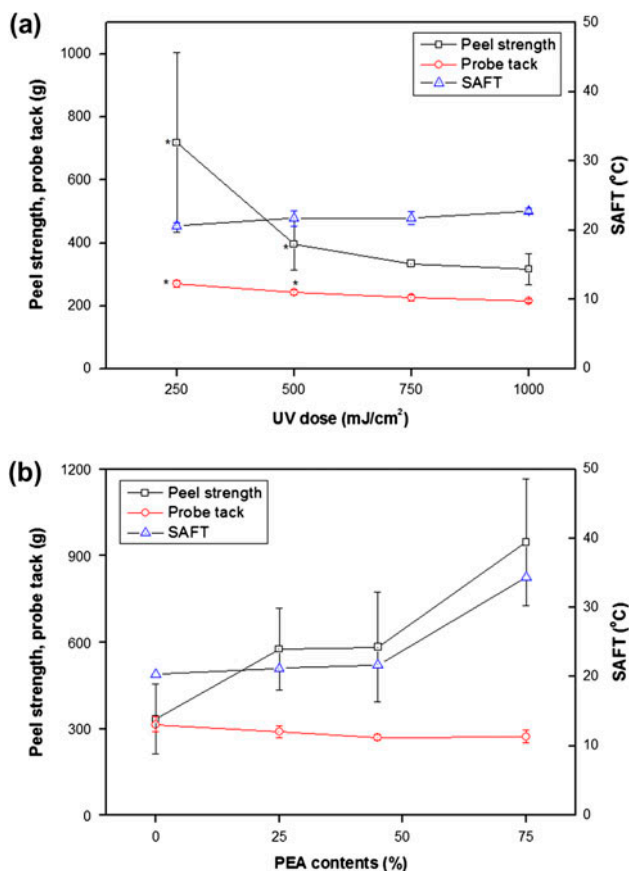 (a)
Peel strength, probe tack (g)
1000
800
600
400
200
0
Peel strength
Probe tack
SAFT
*
*
*
*
50
40
30
20
10
0
SAFT (°C)
250 500 750 1000
UV dose (mJ/cm²)
(b)
Peel strength, probe tack (g)
1200
900
600
300
0
Peel strength
Probe tack
SAFT
50
40
30
20
10
0
SAFT (°C)
0 25 50 75
PEA contents (%)